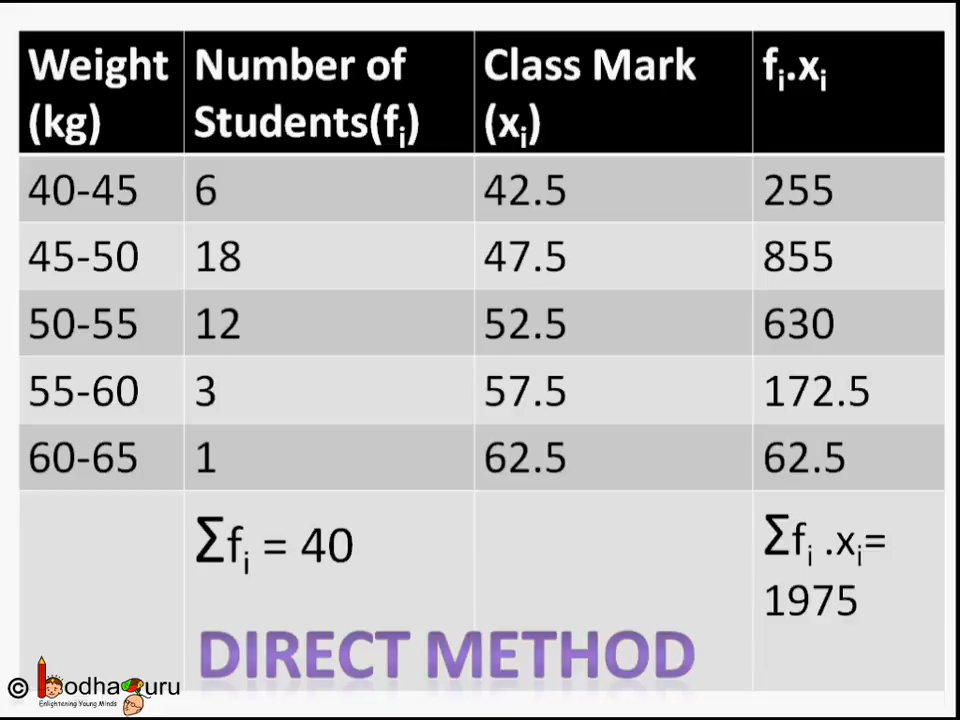 Weight (kg) | Number of Students(fᵢ) | Class Mark (xᵢ) | fᵢ.xᵢ
40-45 | 6 | 42.5 | 255
45-50 | 18 | 47.5 | 855
50-55 | 12 | 52.5 | 630
55-60 | 3 | 57.5 | 172.5
60-65 | 1 | 62.5 | 62.5
Σfᵢ = 40 | Σfᵢ .xᵢ= 1975
DIRECT METHOD
© bodhaguru
Enlightening Young Minds